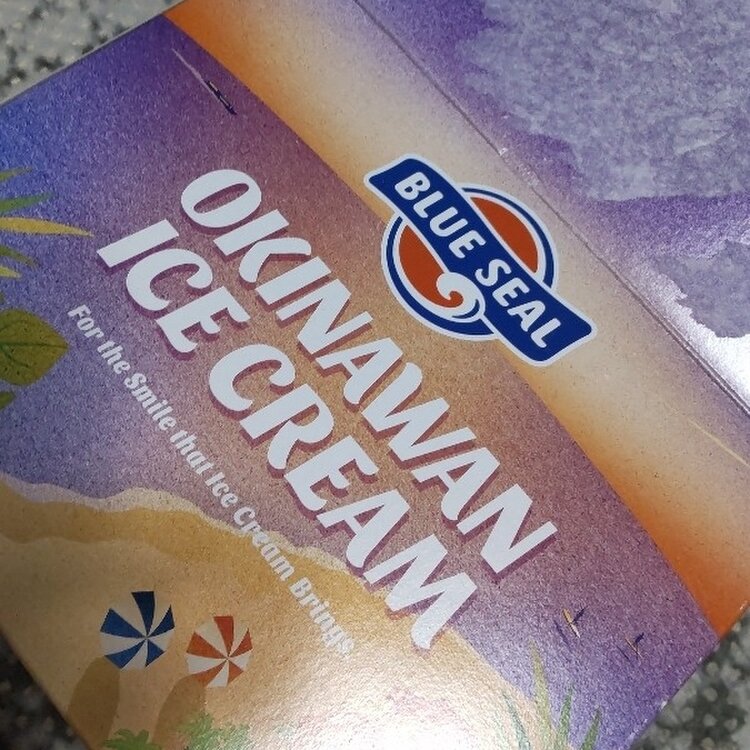 BLUE SEAL
OKINAWAN
ICE CREAM
For the Smile that Ice Cream Brings